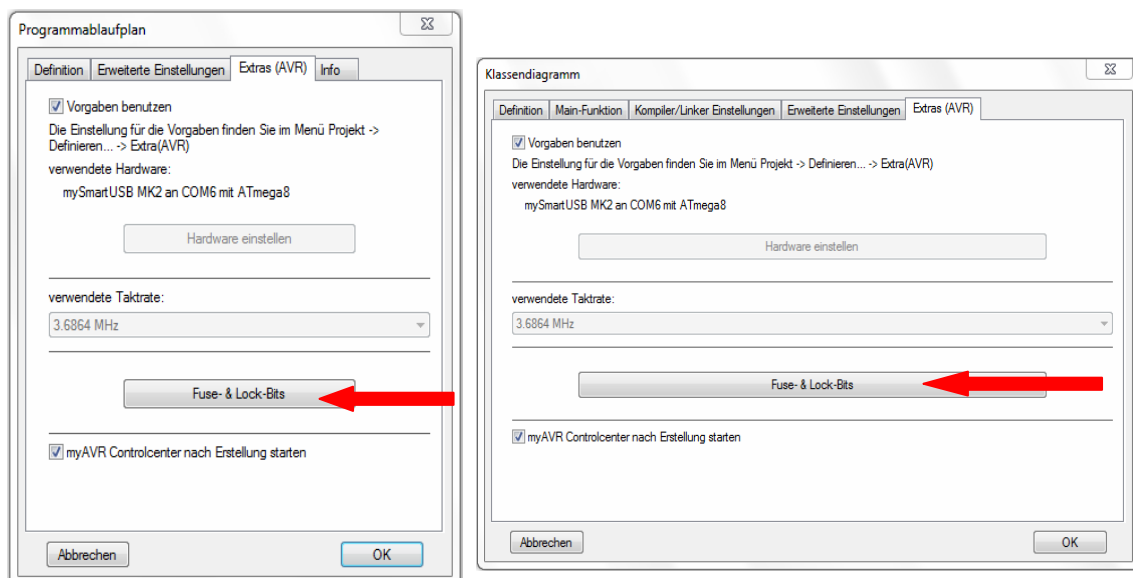 Programmablaufplan
Definition Erweiterte Einstellungen Extras (AVR) Info
Vorgaben benutzen
Die Einstellung für die Vorgaben finden Sie im Menü Projekt ->
Definieren... -> Extra(AVR)
verwendete Hardware:
mySmartUSB MK2 an COM6 mit ATmega8
Hardware einstellen
verwendete Taktrate:
3.6864 MHz
Fuse- & Lock-Bits
myAVR Controlcenter nach Erstellung starten
Abbrechen OK
Klassendiagramm
Definition Main-Funktion Kompiler/Linker Einstellungen Erweiterte Einstellungen Extras (AVR)
Vorgaben benutzen
Die Einstellung für die Vorgaben finden Sie im Menü Projekt -> Definieren... -> Extra(AVR)
verwendete Hardware:
mySmartUSB MK2 an COM6 mit ATmega8
Hardware einstellen
verwendete Taktrate:
3.6864 MHz
Fuse- & Lock-Bits
myAVR Controlcenter nach Erstellung starten
Abbrechen OK